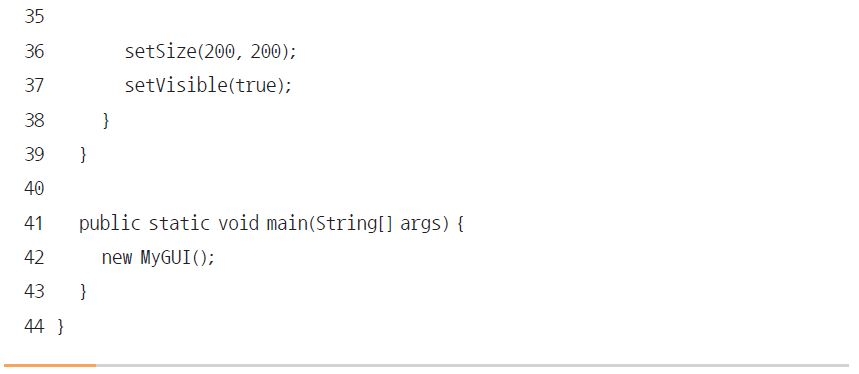 35
36 setSize(200, 200);
37 setVisible(true);
38 }
39 }
40
41 public static void main(String[] args) {
42 new MyGUI();
43 }
44 }